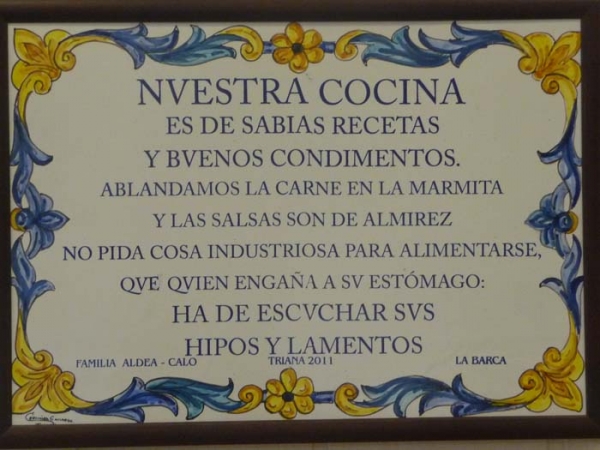 NVESTRA COCINA
ES DE SABIAS RECETAS
Y BVENOS CONDIMENTOS.
ABLANDAMOS LA CARNE EN LA MARMITA
Y LAS SALSAS SON DE ALMIREZ
NO PIDA COSA INDUSTRIOSA PARA ALIMENTARSE,
QVE QVIEN ENGAÑA A SV ESTÓMAGO:
HA DE ESCVCHAR SVS
HIPOS Y LAMENTOS
FAMILIA ALDEA - CALO TRIANA 2011 LA BARCA